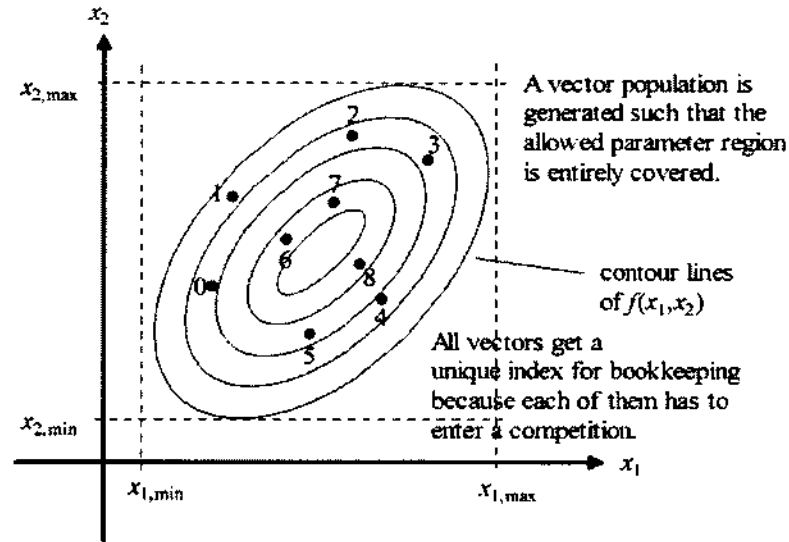 x2
x2,max
A vector population is
generated such that the
allowed parameter region
is entirely covered.
2
3
1
7
6
8
0
4
5
contour lines
of f(x1,x2)
All vectors get a
unique index for bookkeeping
because each of them has to
enter a competition.
x2,min
x1
x1,min
x1,max